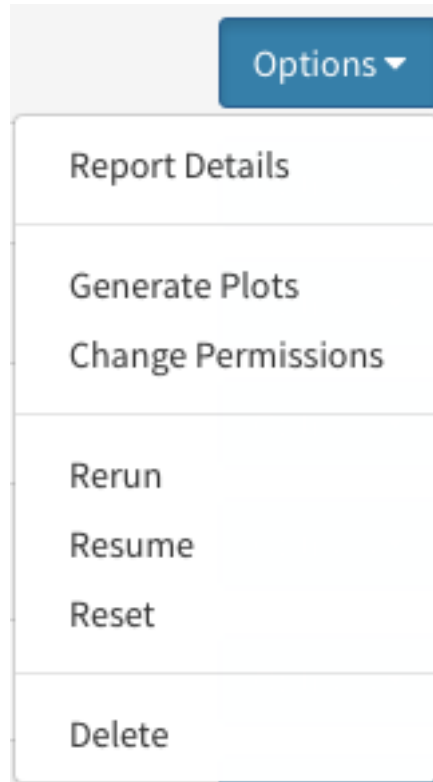 Options
Report Details
Generate Plots
Change Permissions
Rerun
Resume
Reset
Delete